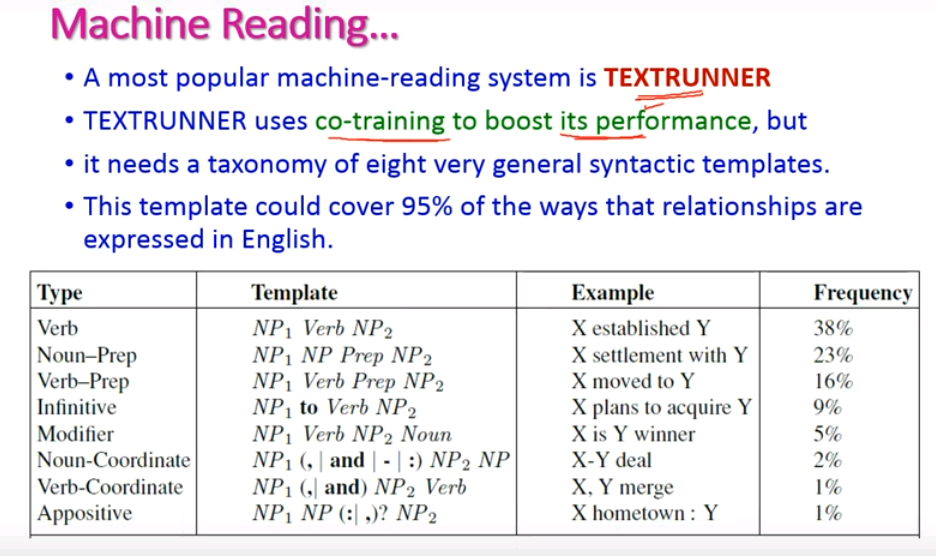 Machine Reading...
• A most popular machine-reading system is TEXTRUNNER
• TEXTRUNNER uses co-training to boost its performance, but
• it needs a taxonomy of eight very general syntactic templates.
• This template could cover 95% of the ways that relationships are
expressed in English.
Type Template Example Frequency
Verb NP₁ Verb NP₂ X established Y 38%
Noun–Prep NP₁ NP Prep NP₂ X settlement with Y 23%
Verb–Prep NP₁ Verb Prep NP₂ X moved to Y 16%
Infinitive NP₁ to Verb NP₂ X plans to acquire Y 9%
Modifier NP₁ Verb NP₂ Noun X is Y winner 5%
Noun-Coordinate NP₁ (, | and | - | :) NP₂ NP X-Y deal 2%
Verb-Coordinate NP₁ (,| and) NP₂ Verb X, Y merge 1%
Appositive NP₁ NP (:| ,)? NP₂ X hometown : Y 1%